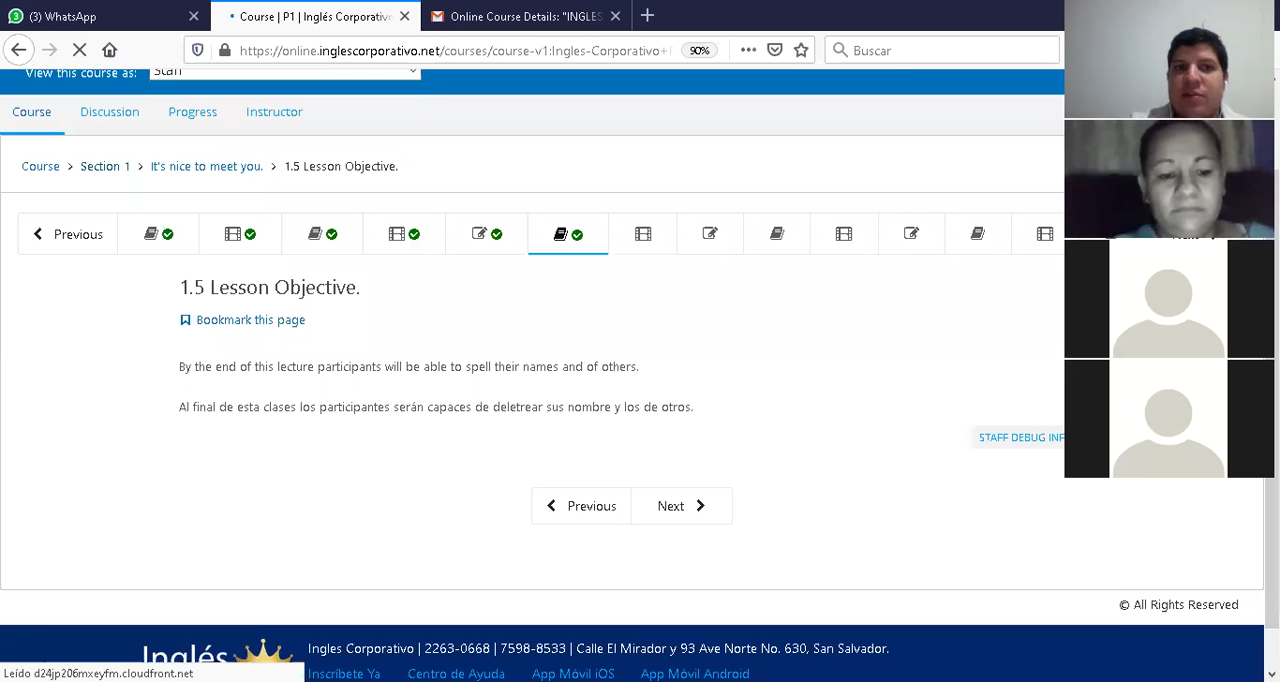 (3) WhatsApp
Course | P1 | Inglés Corporativo
Online Course Details: "INGLES
https://online.inglescorporativo.net/courses/course-v1:Ingles-Corporativo+
90%
Buscar
View this course as:
Staff
Course
Discussion
Progress
Instructor
Course > Section 1 > It's nice to meet you. > 1.5 Lesson Objective.
Previous
1.5 Lesson Objective.
Bookmark this page
By the end of this lecture participants will be able to spell their names and of others.
Al final de esta clases los participantes serán capaces de deletrear sus nombre y los de otros.
STAFF DEBUG INF
Previous
Next
© All Rights Reserved
Inglés
Ingles Corporativo | 2263-0668 | 7598-8533 | Calle El Mirador y 93 Ave Norte No. 630, San Salvador.
Inscríbete Ya
Centro de Ayuda
App Móvil iOS
App Móvil Android
Leído d24jp206mxeyfm.cloudfront.net